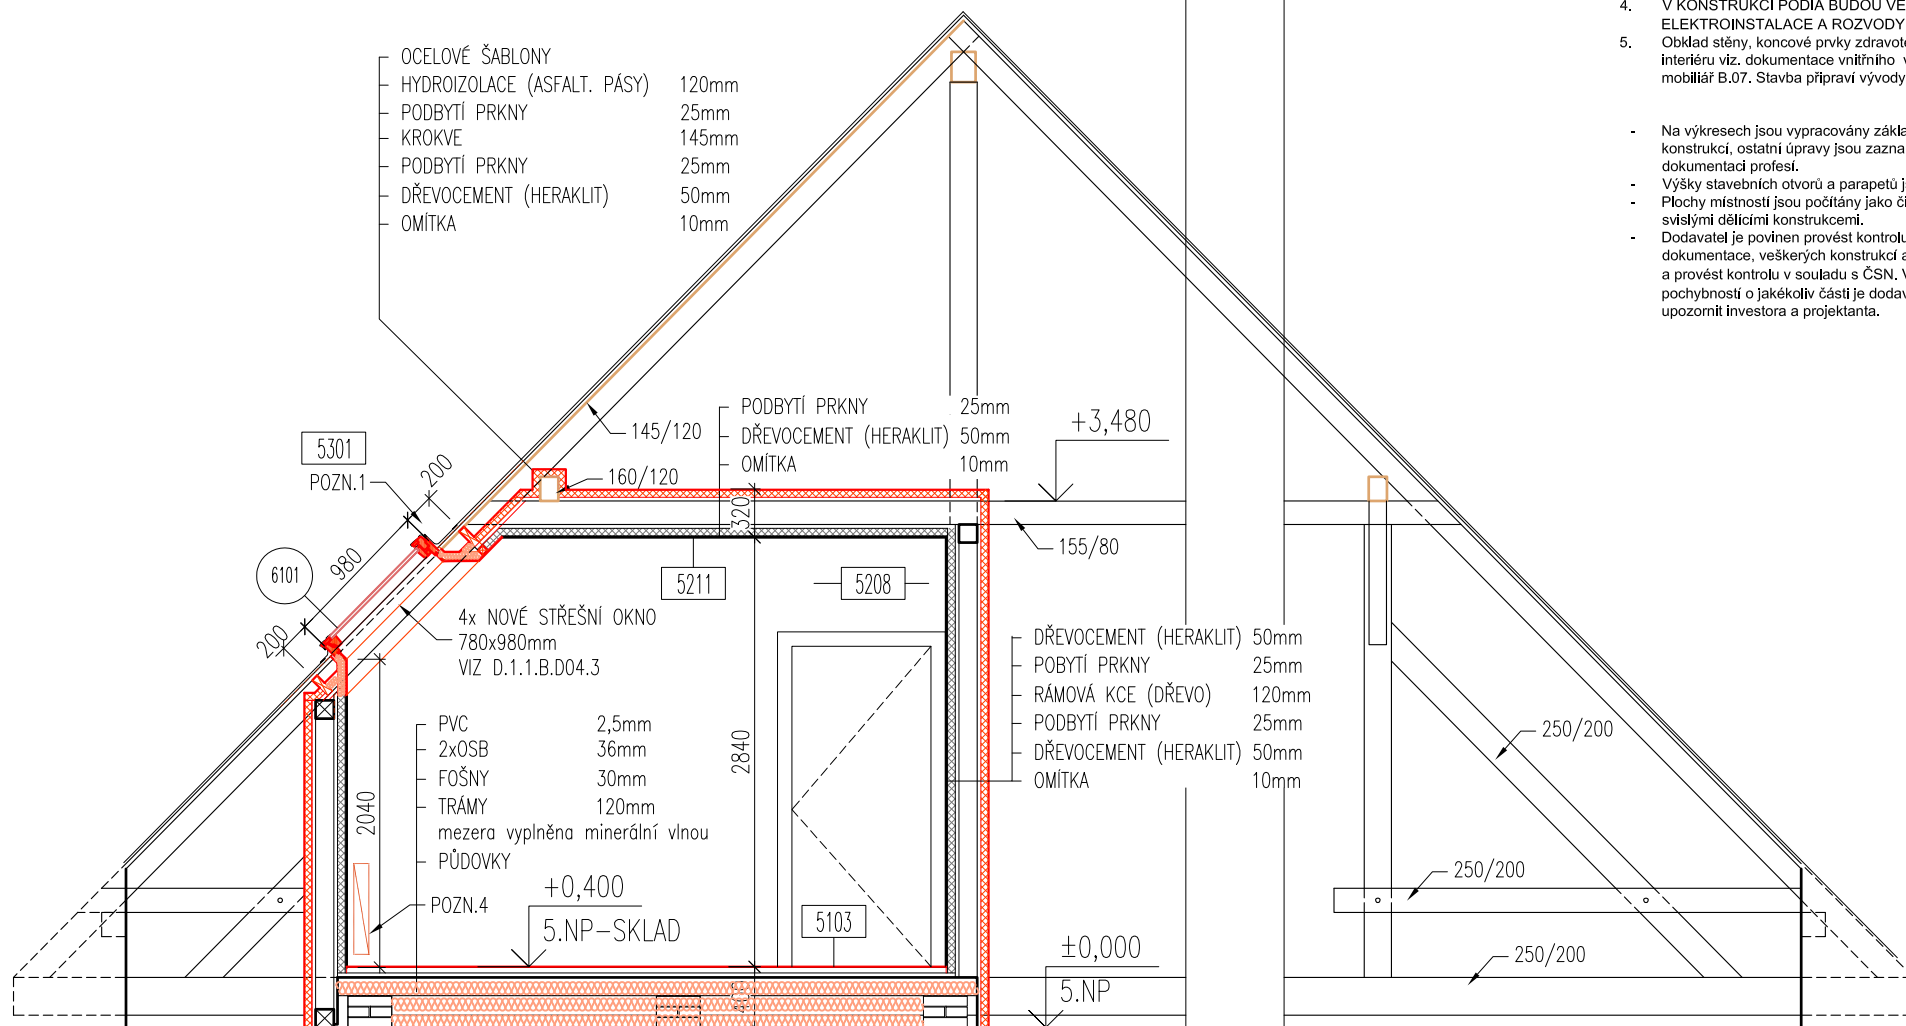 OCELOVÉ ŠABLONY
HYDROIZOLACE (ASFALT. PÁSY) 120mm
PODBYTÍ PRKNY 25mm
KROKVE 145mm
PODBYTÍ PRKNY 25mm
DŘEVOCEMENT (HERAKLIT) 50mm
OMÍTKA 10mm
4. V KONSTRUKCI PODIA BUDOU VE
ELEKTROINSTALACE A ROZVODY
5. Obklad stěny, koncové prvky zdravote
interiéru viz. dokumentace vnitřního v
mobiliář B.07. Stavba připraví vývody
- Na výkresech jsou vypracovány zákla
konstrukcí, ostatní úpravy jsou zazna
dokumentaci profesí.
- Výšky stavebních otvorů a parapetů j
- Plochy místností jsou počítány jako či
svislými dělícími konstrukcemi.
- Dodavatel je povinen provést kontrolu
dokumentace, veškerých konstrukcí a
a provést kontrolu v souladu s ČSN. V
pochybností o jakékoliv části je dodav
upozornit investora a projektanta.
PODBYTÍ PRKNY 25mm
DŘEVOCEMENT (HERAKLIT) 50mm
OMÍTKA 10mm
145/120
+3,480
5301
POZN.1
200
160/120
320
155/80
980
6101
200
5211
5208
4x NOVÉ STŘEŠNÍ OKNO
780x980mm
VIZ D.1.1.B.D04.3
DŘEVOCEMENT (HERAKLIT) 50mm
POBYTÍ PRKNY 25mm
RÁMOVÁ KCE (DŘEVO) 120mm
PODBYTÍ PRKNY 25mm
DŘEVOCEMENT (HERAKLIT) 50mm
OMÍTKA 10mm
PVC 2,5mm
2xOSB 36mm
FOŠNY 30mm
TRÁMY 120mm
mezera vyplněna minerální vlnou
PŮDOVKY
2040
2840
250/200
250/200
250/200
POZN.4
+0,400
5.NP-SKLAD
5103
±0,000
5.NP
400